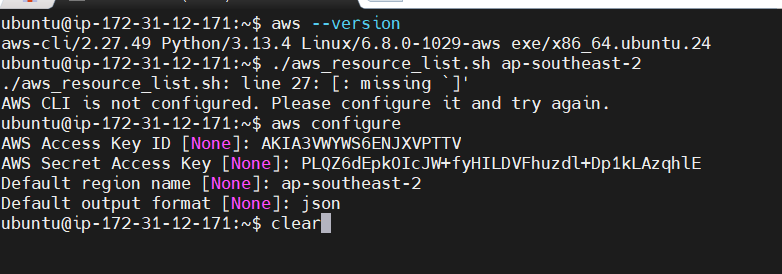 ubuntu@ip-172-31-12-171:~$ aws --version
aws-cli/2.27.49 Python/3.13.4 Linux/6.8.0-1029-aws exe/x86_64.ubuntu.24
ubuntu@ip-172-31-12-171:~$ ./aws_resource_list.sh ap-southeast-2
./aws_resource_list.sh: line 27: [: missing `]'
AWS CLI is not configured. Please configure it and try again.
ubuntu@ip-172-31-12-171:~$ aws configure
AWS Access Key ID [None]: AKIA3VWYWS6ENJXVPTTV
AWS Secret Access Key [None]: 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
Default region name [None]: ap-southeast-2
Default output format [None]: json
ubuntu@ip-172-31-12-171:~$ clear